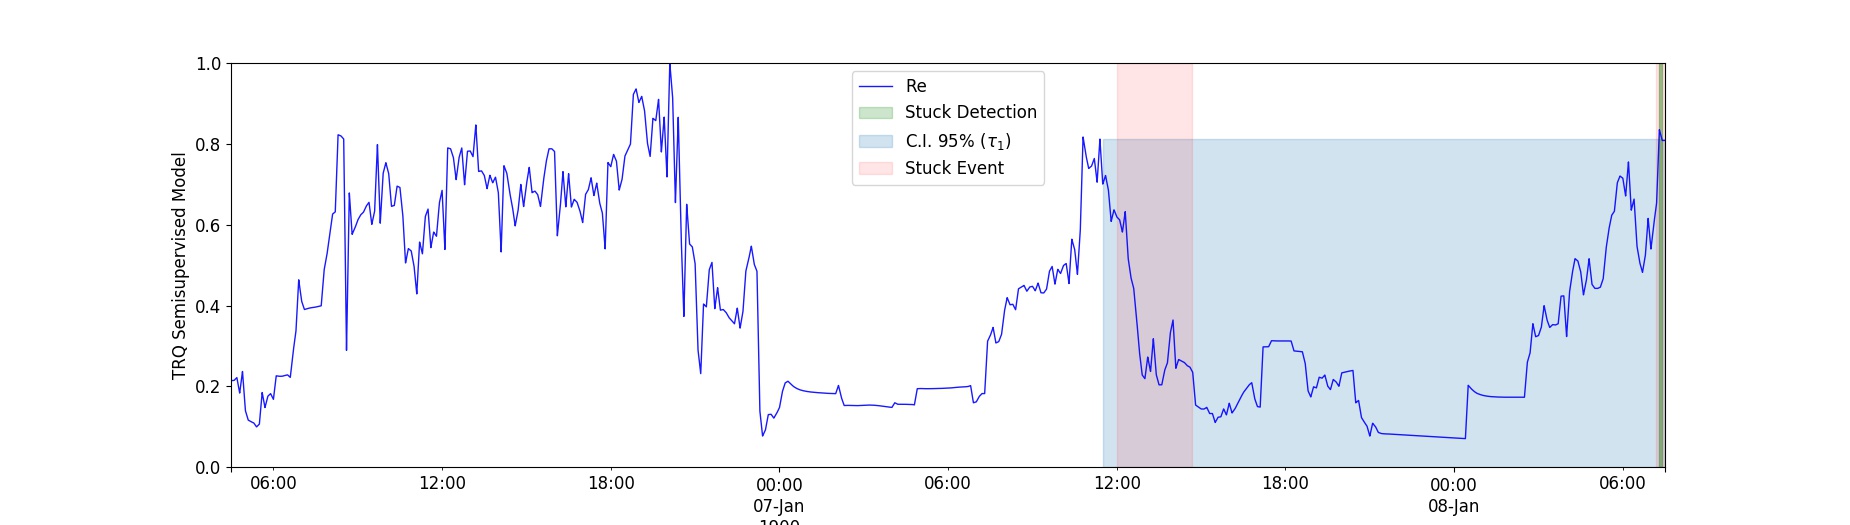 1.0
0.8
0.6
0.4
0.2
0.0
TRQ Semisupervised Model
Re
Stuck Detection
C.I. 95% (τ₁)
Stuck Event
06:00 12:00 18:00 00:00 06:00 12:00 18:00 00:00 06:00
07-Jan 08-Jan
1900